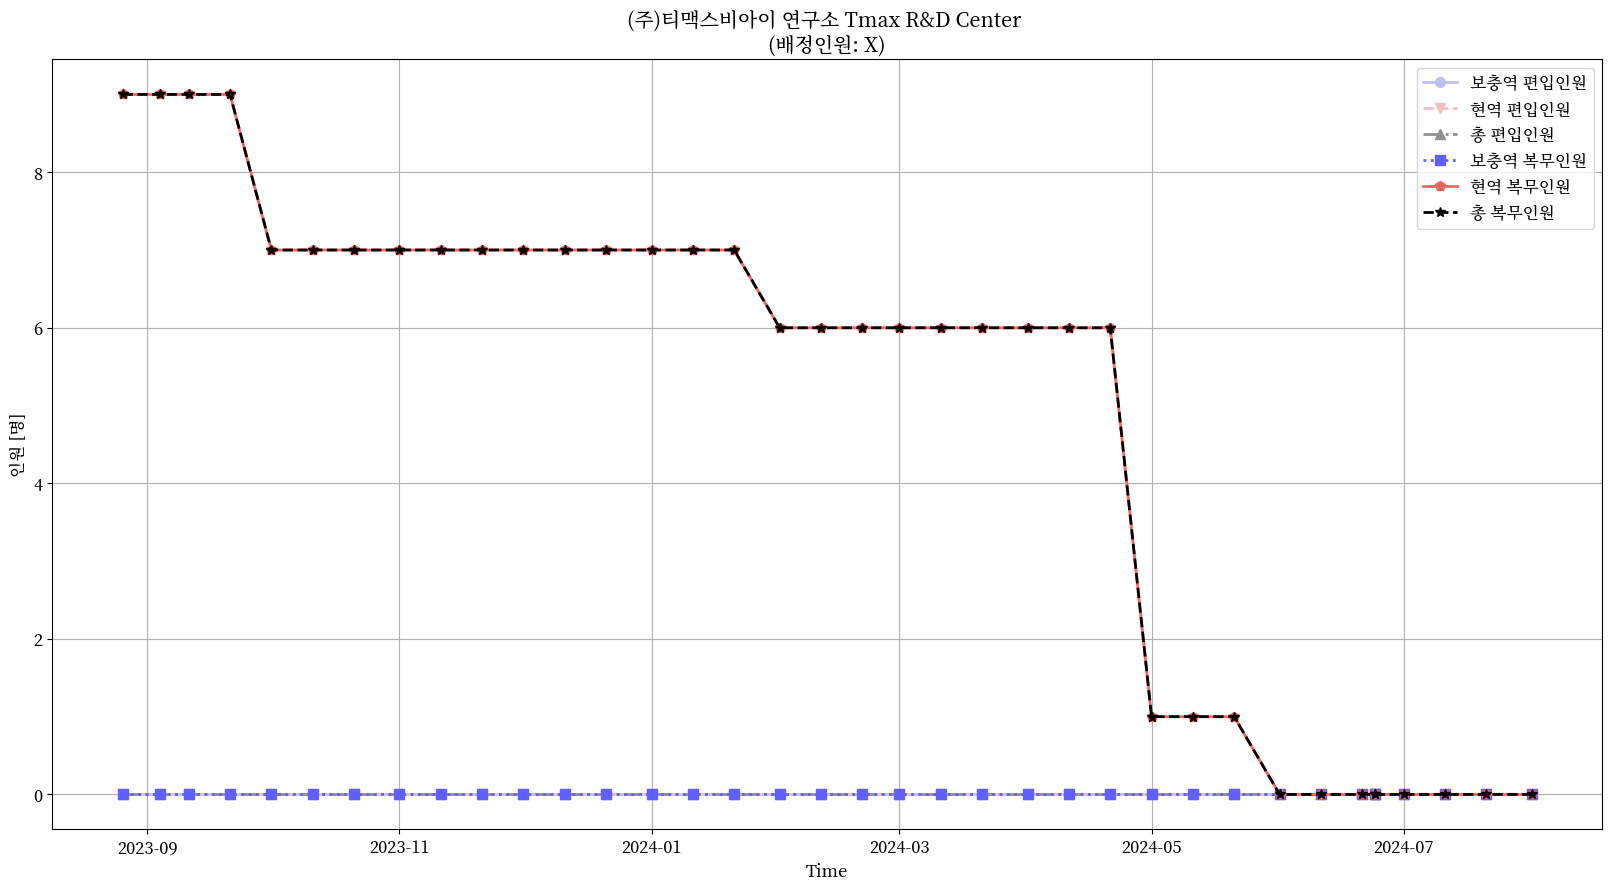 (주)티맥스비아이 연구소 Tmax R&D Center
(배정인원: X)
보충역 편입인원
현역 편입인원
총 편입인원
보충역 복무인원
현역 복무인원
총 복무인원
인원 [명]
8
6
4
2
0
2023-09
2023-11
2024-01
2024-03
2024-05
2024-07
Time